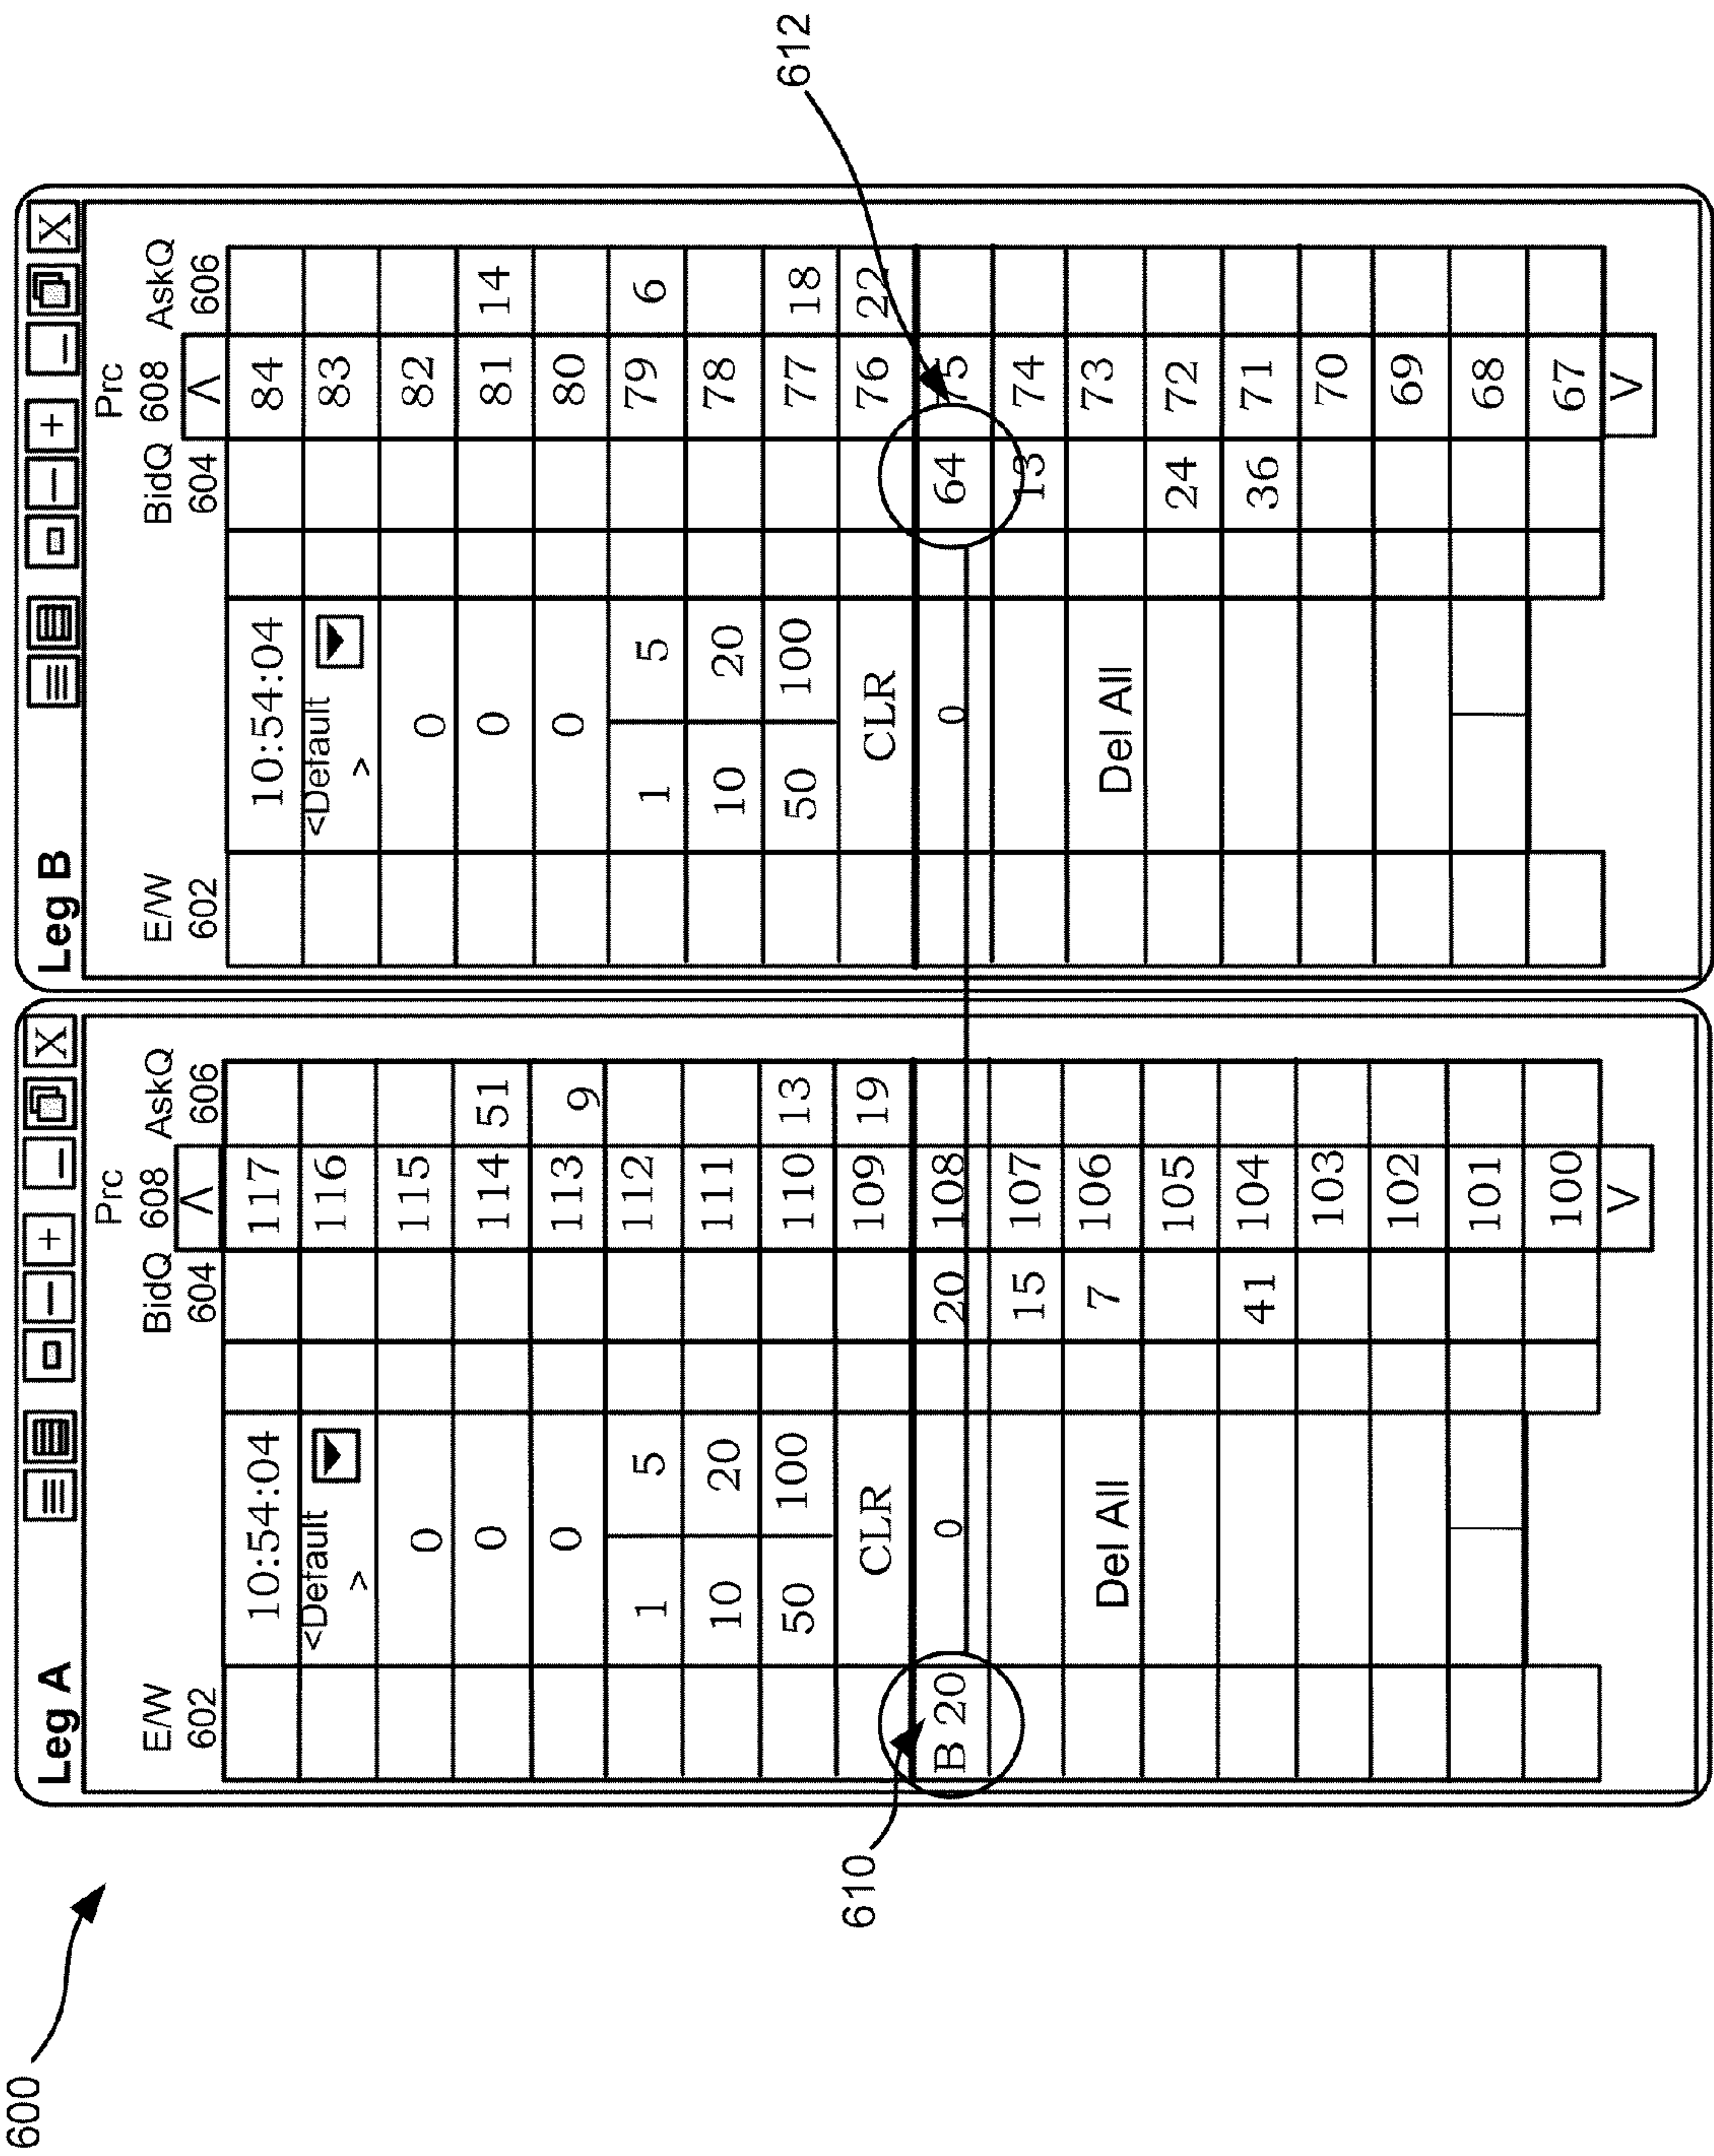 600
Leg A X
Prc
E/W BidQ 608 AskQ
602 604 Λ 606
10:54:04 117
<Default
> 116
0 115
0 114 51
0 113 9
1 5 112
10 20 111
50 100 110 13
CLR 109 19
610
B 20 0 20 108
15 107
Del All 7 106
105
41 104
103
102
101
100
V
Leg B X
Prc
E/W BidQ 608 AskQ
602 604 Λ 606
10:54:04 84
<Default
> 83
0 82
0 81 14
0 80
1 5 79 6
10 20 78
50 100 77 18
CLR 76 22
612
0 64 75
13 74
Del All 73
24 72
36 71
70
69
68
67
V